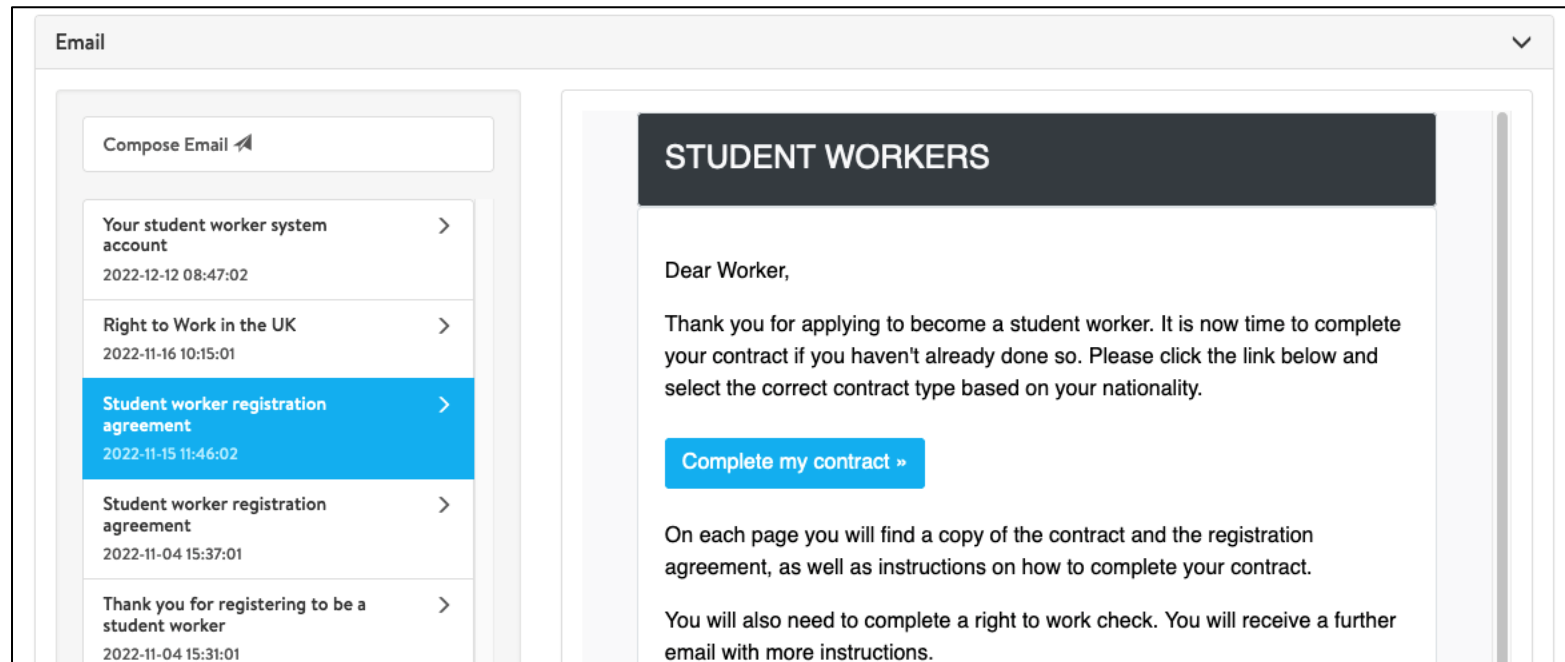 Email
Compose Email
Your student worker system
account
2022-12-12 08:47:02
Right to Work in the UK
2022-11-16 10:15:01
Student worker registration
agreement
2022-11-15 11:46:02
Student worker registration
agreement
2022-11-04 15:37:01
Thank you for registering to be a
student worker
2022-11-04 15:31:01
STUDENT WORKERS
Dear Worker,
Thank you for applying to become a student worker. It is now time to complete
your contract if you haven't already done so. Please click the link below and
select the correct contract type based on your nationality.
Complete my contract »
On each page you will find a copy of the contract and the registration
agreement, as well as instructions on how to complete your contract.
You will also need to complete a right to work check. You will receive a further
email with more instructions.